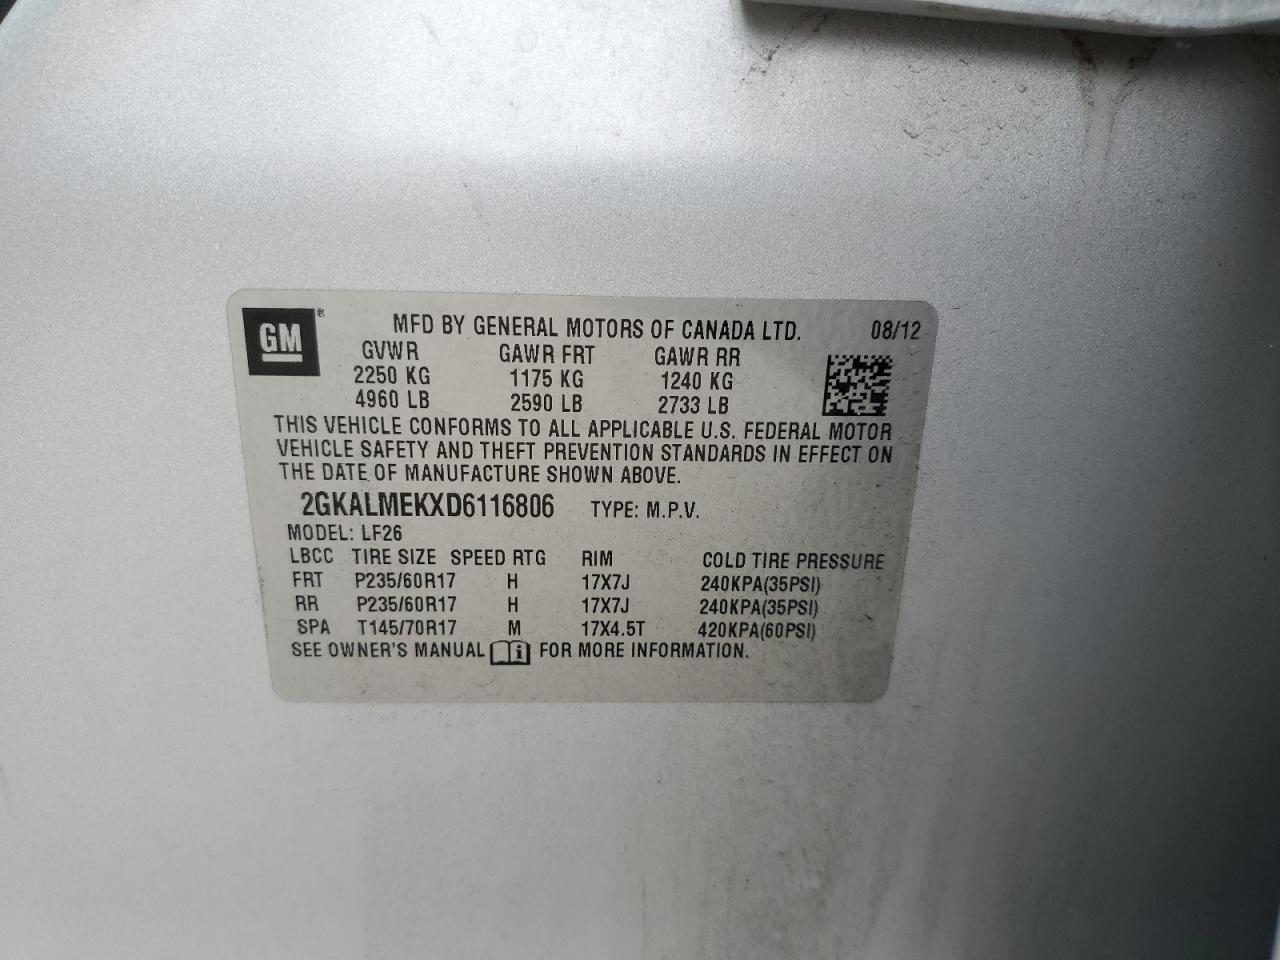 GM®
MFD BY GENERAL MOTORS OF CANADA LTD. 08/12
GVWR GAWR FRT GAWR RR
2250 KG 1175 KG 1240 KG
4960 LB 2590 LB 2733 LB
THIS VEHICLE CONFORMS TO ALL APPLICABLE U.S. FEDERAL MOTOR
VEHICLE SAFETY AND THEFT PREVENTION STANDARDS IN EFFECT ON
THE DATE OF MANUFACTURE SHOWN ABOVE.
2GKALMEKXD6116806 TYPE: M.P.V.
MODEL: LF26
LBCC TIRE SIZE SPEED RTG RIM COLD TIRE PRESSURE
FRT P235/60R17 H 17X7J 240KPA(35PSI)
RR P235/60R17 H 17X7J 240KPA(35PSI)
SPA T145/70R17 M 17X4.5T 420KPA(60PSI)
SEE OWNER'S MANUAL i FOR MORE INFORMATION.